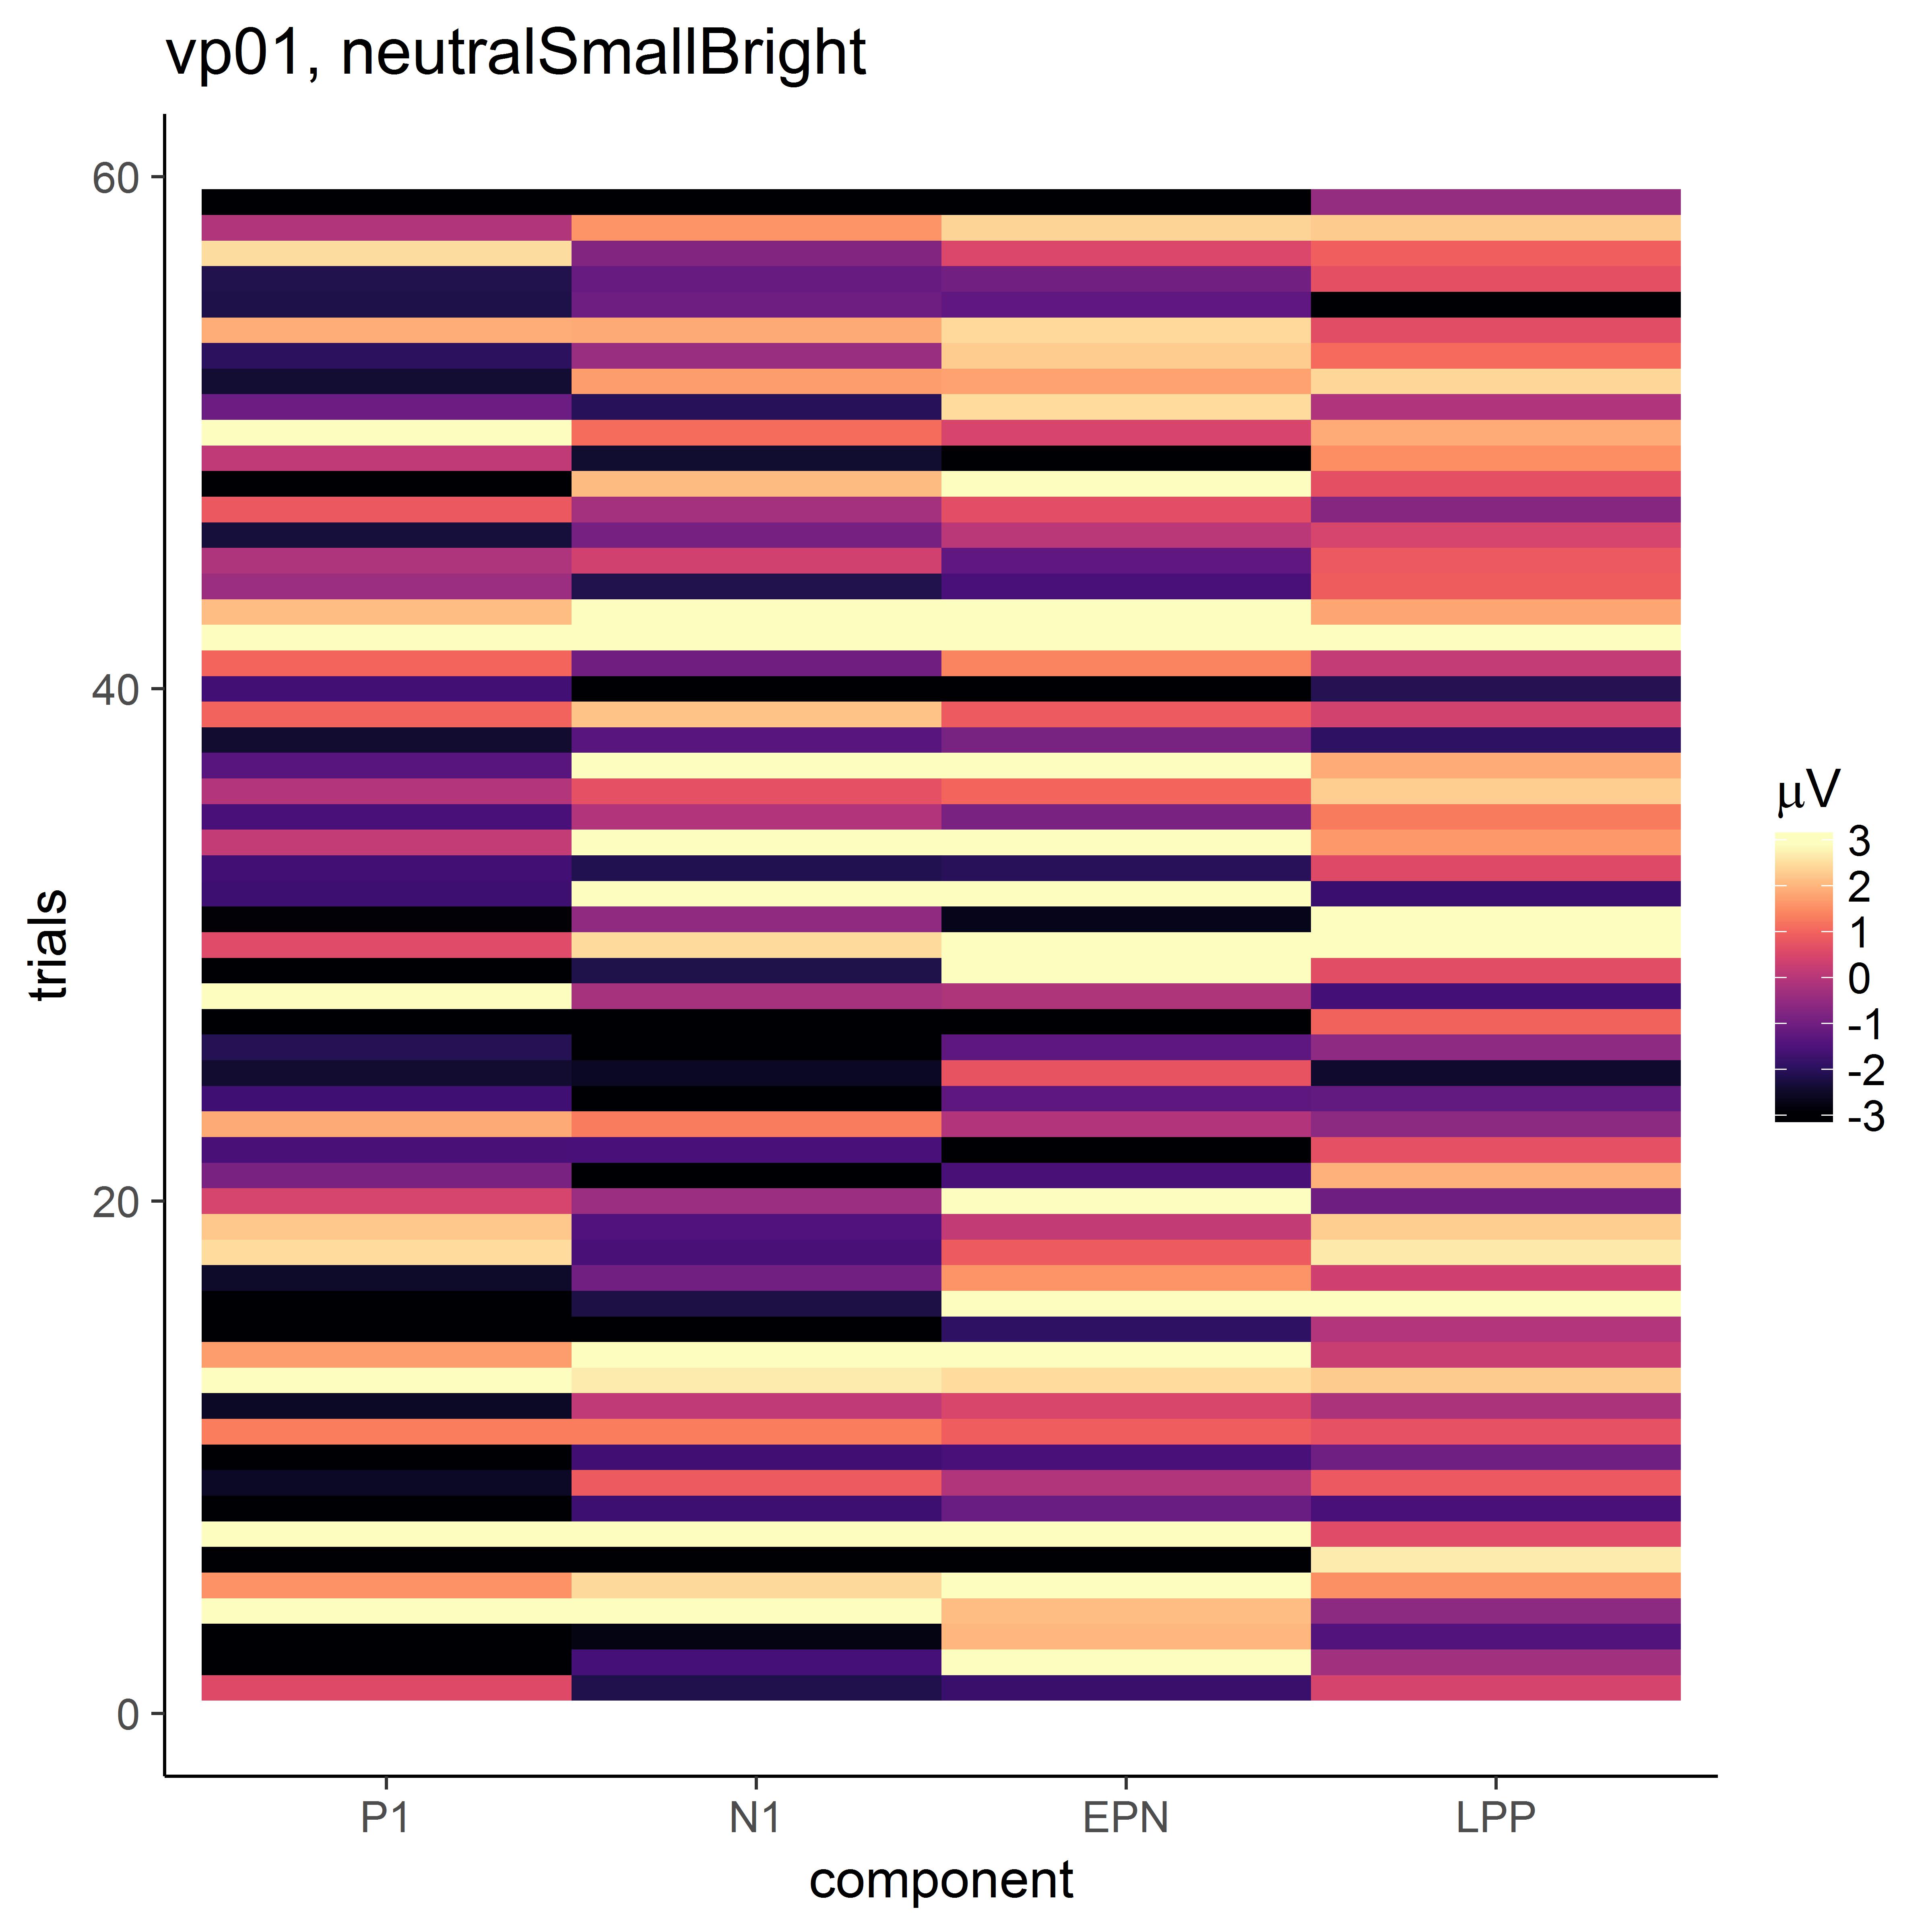 vp01, neutralSmallBright
60
40
20
0
trials
P1 N1 EPN LPP
component
μV
3
2
1
0
-1
-2
-3